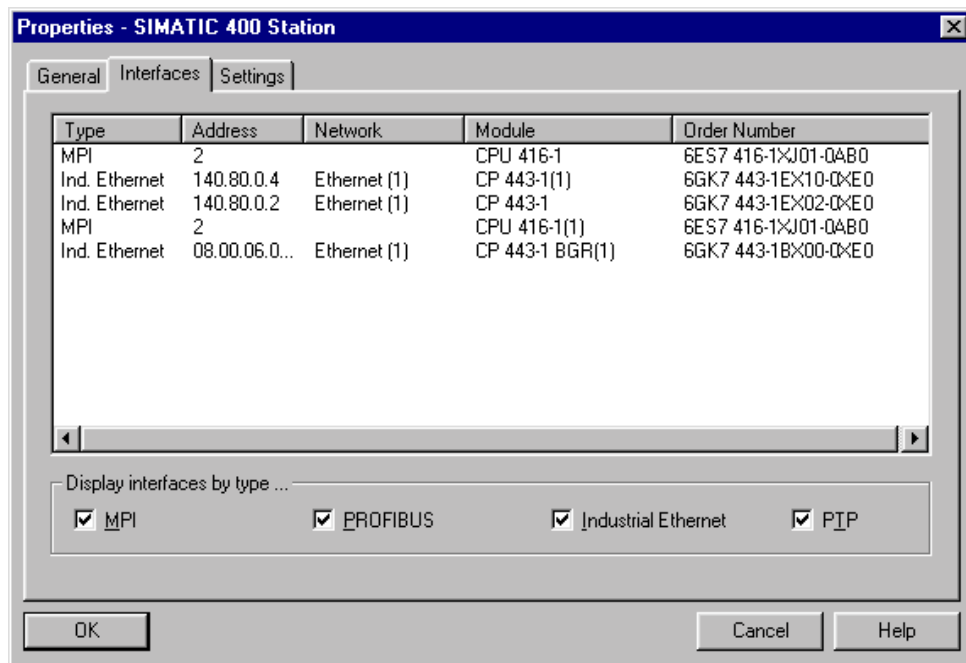 Properties - SIMATIC 400 Station
General Interfaces Settings
Type Address Network Module Order Number
MPI 2 CPU 416-1 6ES7 416-1XJ01-0AB0
Ind. Ethernet 140.80.0.4 Ethernet (1) CP 443-1(1) 6GK7 443-1EX10-0XE0
Ind. Ethernet 140.80.0.2 Ethernet (1) CP 443-1 6GK7 443-1EX02-0XE0
MPI 2 CPU 416-1(1) 6ES7 416-1XJ01-0AB0
Ind. Ethernet 08.00.06.0... Ethernet (1) CP 443-1 BGR(1) 6GK7 443-1BX00-0XE0
Display interfaces by type ...
MPI PROFIBUS Industrial Ethernet PTP
OK Cancel Help